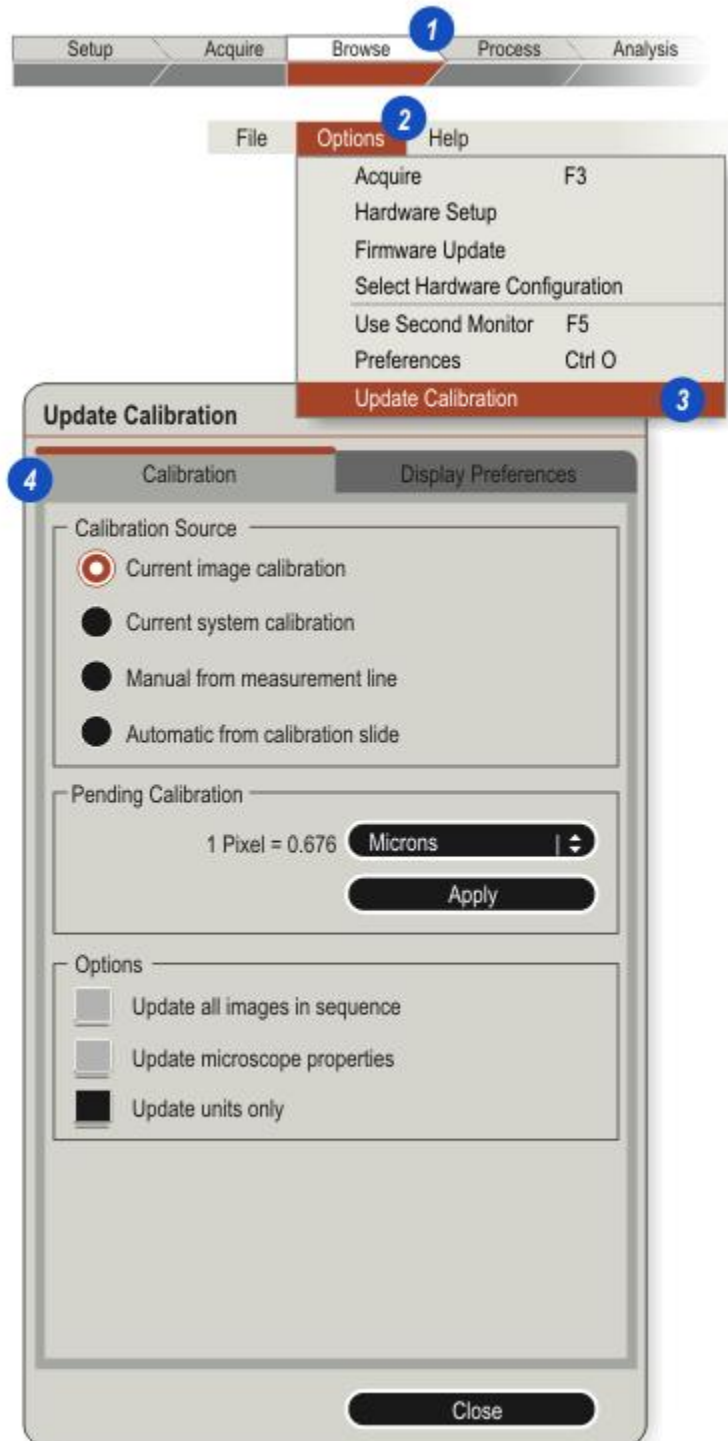 1
Setup Acquire Browse Process Analysis
2
File Options Help
Acquire F3
Hardware Setup
Firmware Update
Select Hardware Configuration
Use Second Monitor F5
Preferences Ctrl O
Update Calibration 3
Update Calibration
4 Calibration Display Preferences
Calibration Source
Current image calibration
Current system calibration
Manual from measurement line
Automatic from calibration slide
Pending Calibration
1 Pixel = 0.676 Microns
Apply
Options
Update all images in sequence
Update microscope properties
Update units only
Close